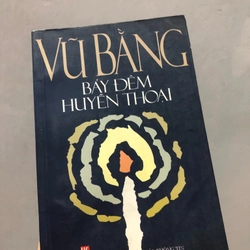 VŨ BẰNG
BẢY ĐÊM
HUYỀN THOẠI